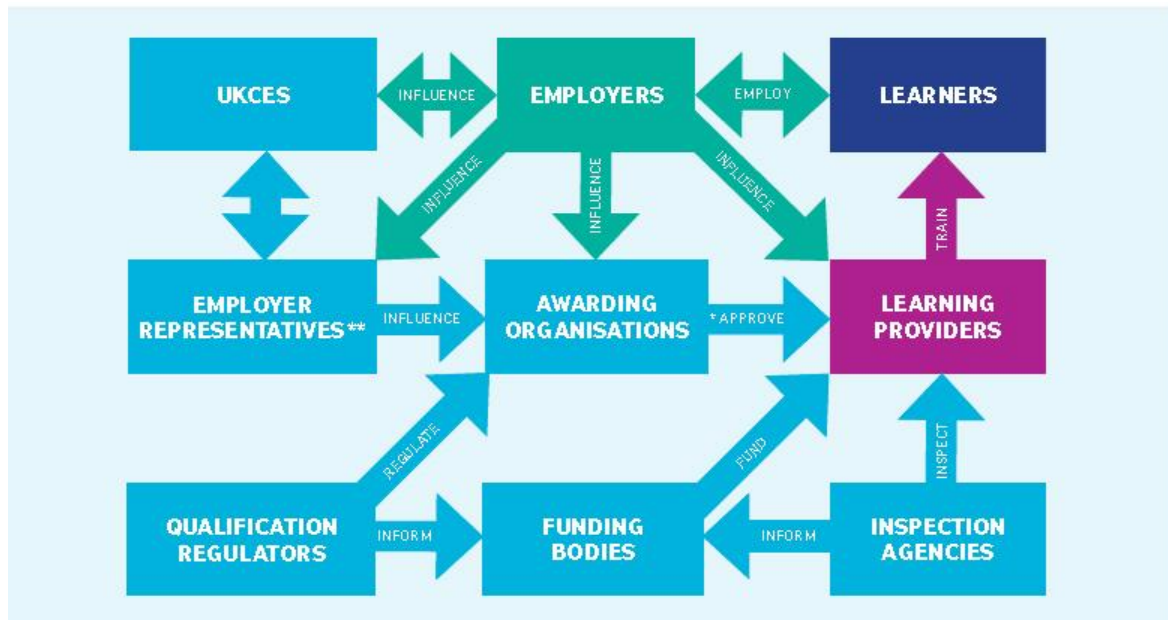 UKCES
INFLUENCE
EMPLOYERS
EMPLOY
LEARNERS
INFLUENCE
INFLUENCE
INFLUENCE
TRAIN
EMPLOYER
REPRESENTATIVES**
INFLUENCE
AWARDING
ORGANISATIONS
*APPROVE
LEARNING
PROVIDERS
REGULATE
FUND
INSPECT
QUALIFICATION
REGULATORS
INFORM
FUNDING
BODIES
INFORM
INSPECTION
AGENCIES